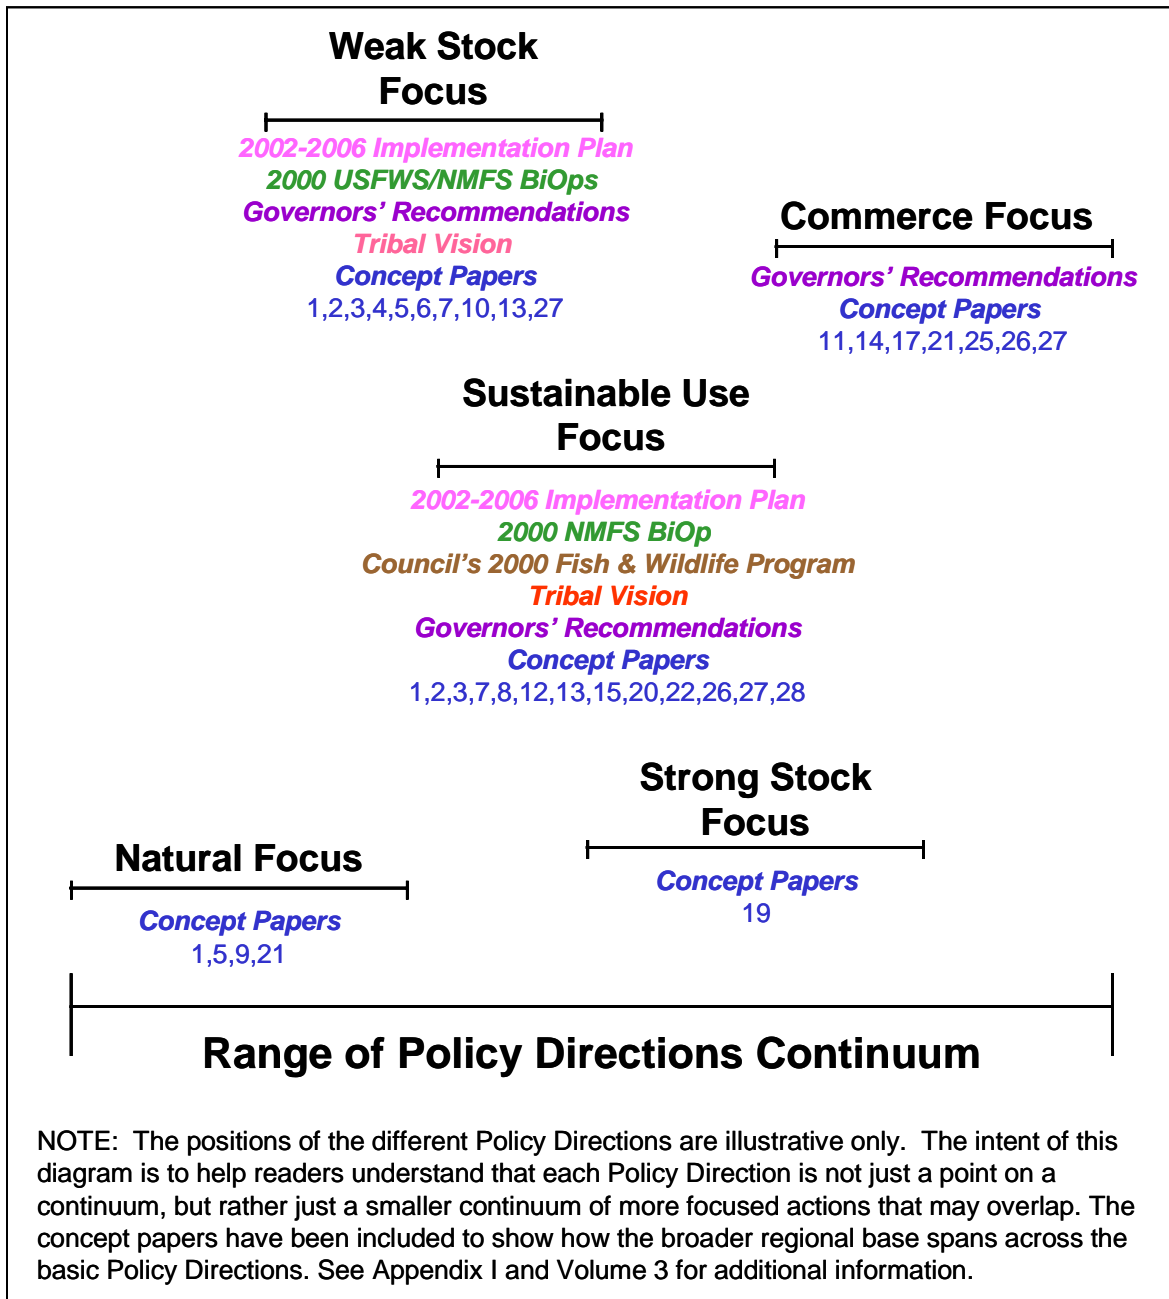 Weak Stock
Focus
2002-2006 Implementation Plan
2000 USFWS/NMFS BiOps
Governors’ Recommendations
Tribal Vision
Concept Papers
1,2,3,4,5,6,7,10,13,27
Commerce Focus
Governors’ Recommendations
Concept Papers
11,14,17,21,25,26,27
Sustainable Use
Focus
2002-2006 Implementation Plan
2000 NMFS BiOp
Council’s 2000 Fish & Wildlife Program
Tribal Vision
Governors’ Recommendations
Concept Papers
1,2,3,7,8,12,13,15,20,22,26,27,28
Strong Stock
Focus
Concept Papers
19
Natural Focus
Concept Papers
1,5,9,21
Range of Policy Directions Continuum
NOTE:  The positions of the different Policy Directions are illustrative only.  The intent of this
diagram is to help readers understand that each Policy Direction is not just a point on a
continuum, but rather just a smaller continuum of more focused actions that may overlap. The
concept papers have been included to show how the broader regional base spans across the
basic Policy Directions. See Appendix I and Volume 3 for additional information.